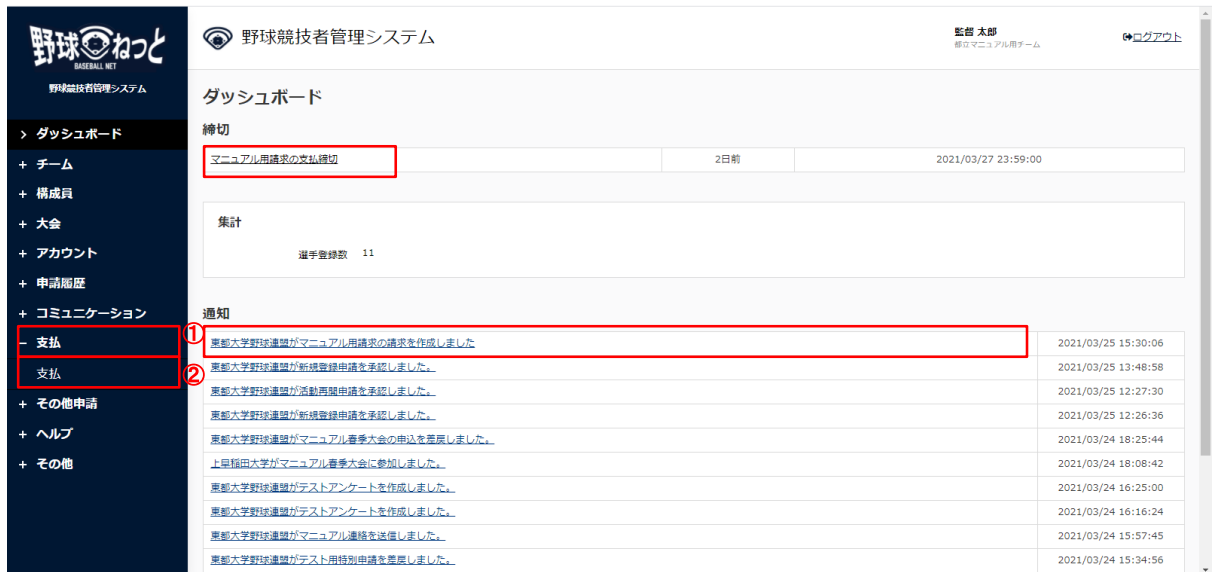 野球ねっと
BASEBALL NET
野球競技者管理システム
> ダッシュボード
+ チーム
+ 構成員
+ 大会
+ アカウント
+ 申請履歴
+ コミュニケーション
− 支払 ①
支払 ②
+ その他申請
+ ヘルプ
+ その他
野球競技者管理システム
監督 太郎
都立マニュアル用チーム
ログアウト
ダッシュボード
締切
マニュアル用請求の支払締切 2日前 2021/03/27 23:59:00
集計
選手登録数 11
通知
東都大学野球連盟がマニュアル用請求の請求を作成しました 2021/03/25 15:30:06
東都大学野球連盟が新規登録申請を承認しました。 2021/03/25 13:48:58
東都大学野球連盟が活動再開申請を承認しました。 2021/03/25 12:27:30
東都大学野球連盟が新規登録申請を承認しました。 2021/03/25 12:26:36
東都大学野球連盟がマニュアル春季大会の申込を差戻しました。 2021/03/24 18:25:44
上早稲田大学がマニュアル春季大会に参加しました。 2021/03/24 18:08:42
東都大学野球連盟がテストアンケートを作成しました。 2021/03/24 16:25:00
東都大学野球連盟がテストアンケートを作成しました。 2021/03/24 16:16:24
東都大学野球連盟がマニュアル連絡を送信しました。 2021/03/24 15:57:45
東都大学野球連盟がテスト用特別申請を差戻しました。 2021/03/24 15:34:56